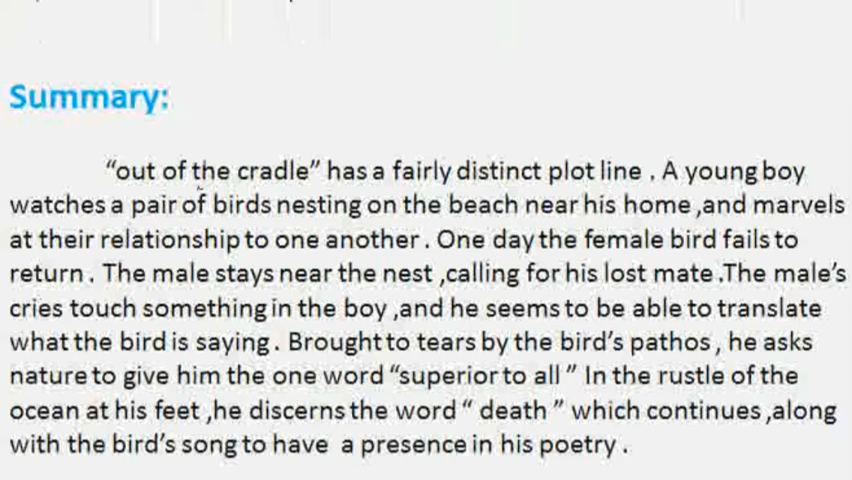 Summary:
“out of the cradle” has a fairly distinct plot line . A young boy
watches a pair of birds nesting on the beach near his home ,and marvels
at their relationship to one another . One day the female bird fails to
return . The male stays near the nest ,calling for his lost mate .The male’s
cries touch something in the boy ,and he seems to be able to translate
what the bird is saying . Brought to tears by the bird’s pathos , he asks
nature to give him the one word “superior to all ” In the rustle of the
ocean at his feet ,he discerns the word “ death ” which continues ,along
with the bird’s song to have a presence in his poetry .